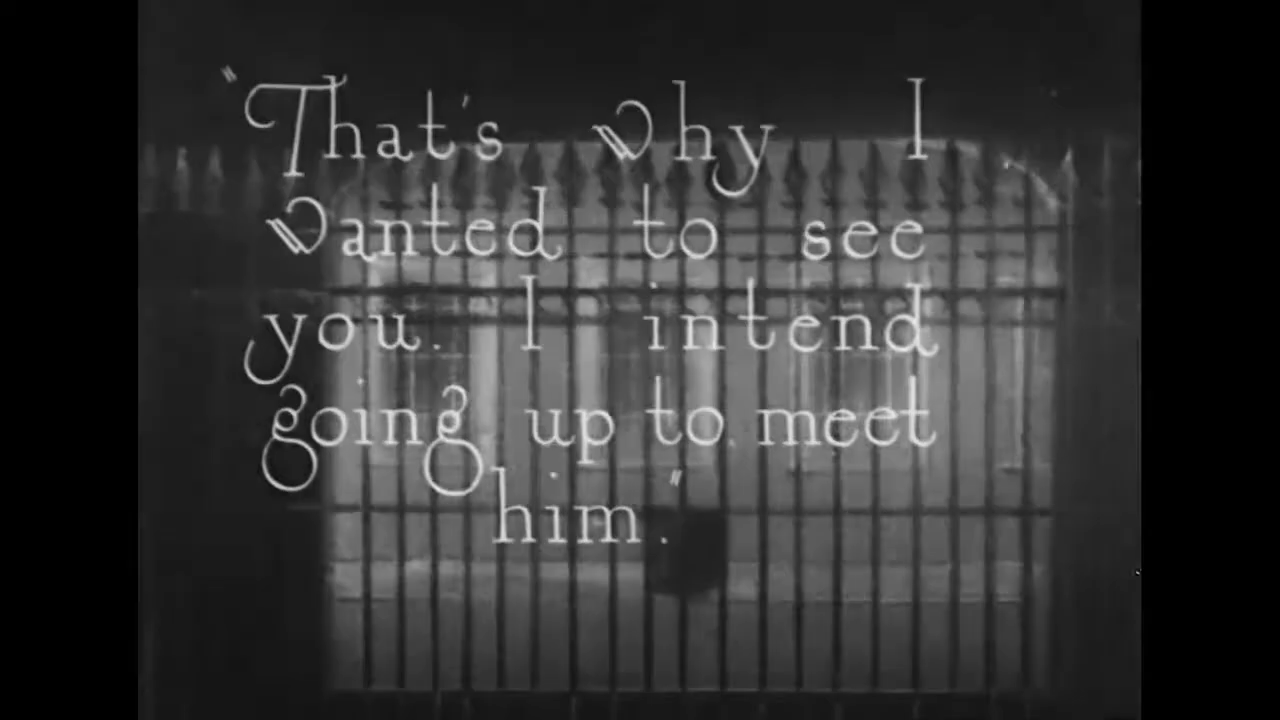 "That's why I
wanted to see
you. I intend
going up to meet
him."